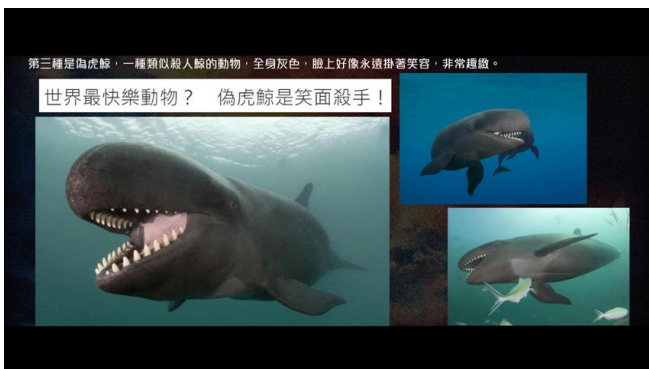 第三種是偽虎鯨，一種類似殺人鯨的動物，全身灰色，臉上好像永遠掛著笑容，非常趣緻。
世界最快樂動物？　偽虎鯨是笑面殺手！